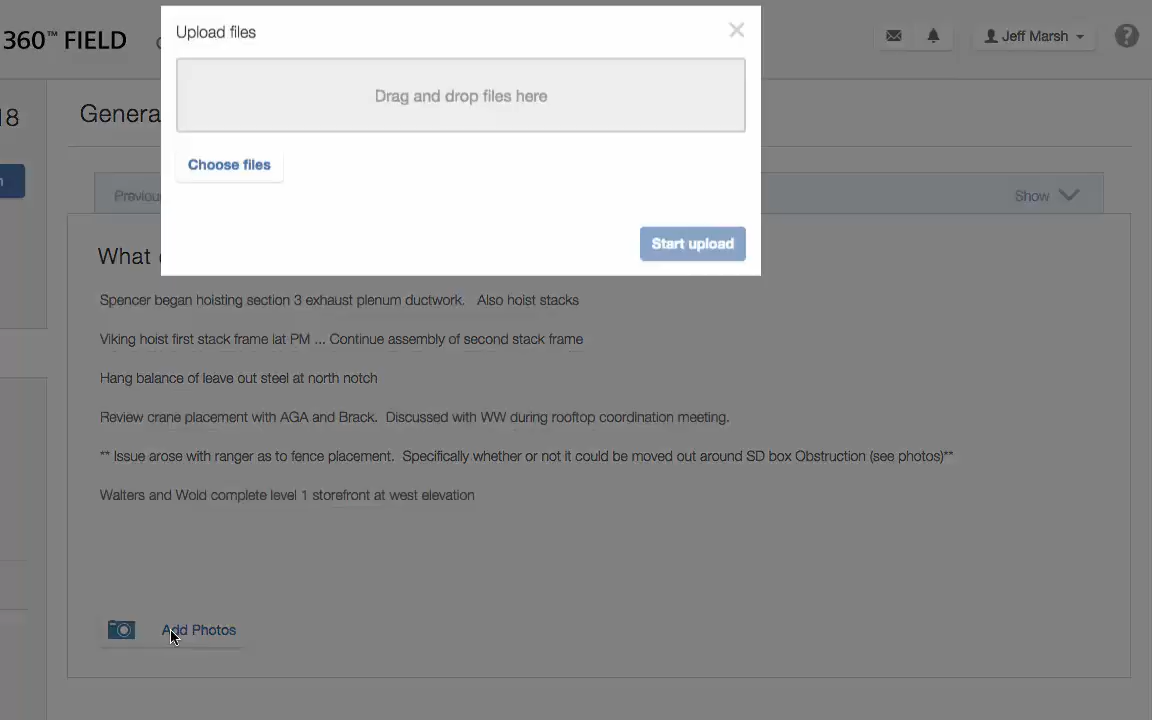 360™ FIELD
Upload files
Jeff Marsh
?
Drag and drop files here
18
Genera
Choose files
Show
Start upload
What
Spencer began hoisting section 3 exhaust plenum ductwork. Also hoist stacks
Viking hoist first stack frame lat PM ... Continue assembly of second stack frame
Hang balance of leave out steel at north notch
Review crane placement with AGA and Brack. Discussed with WW during rooftop coordination meeting.
** Issue arose with ranger as to fence placement. Specifically whether or not it could be moved out around SD box Obstruction (see photos)**
Walters and Wold complete level 1 storefront at west elevation
Add Photos